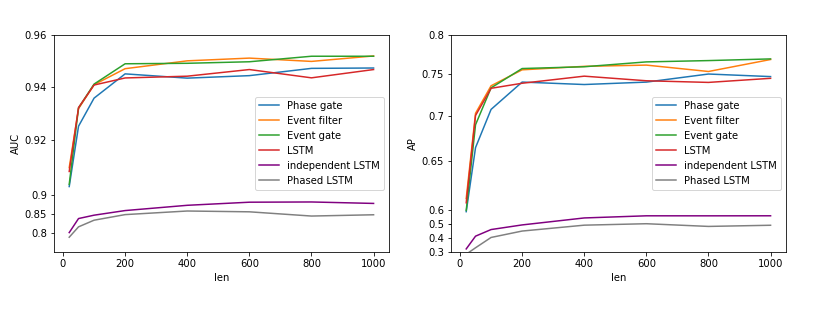 0.96
0.94
0.92
0.9
0.85
0.8
AUC
0
200
400
600
800
1000
len
Phase gate
Event filter
Event gate
LSTM
independent LSTM
Phased LSTM
0.8
0.75
0.7
0.65
0.6
0.5
0.4
0.3
AP
0
200
400
600
800
1000
len
Phase gate
Event filter
Event gate
LSTM
independent LSTM
Phased LSTM